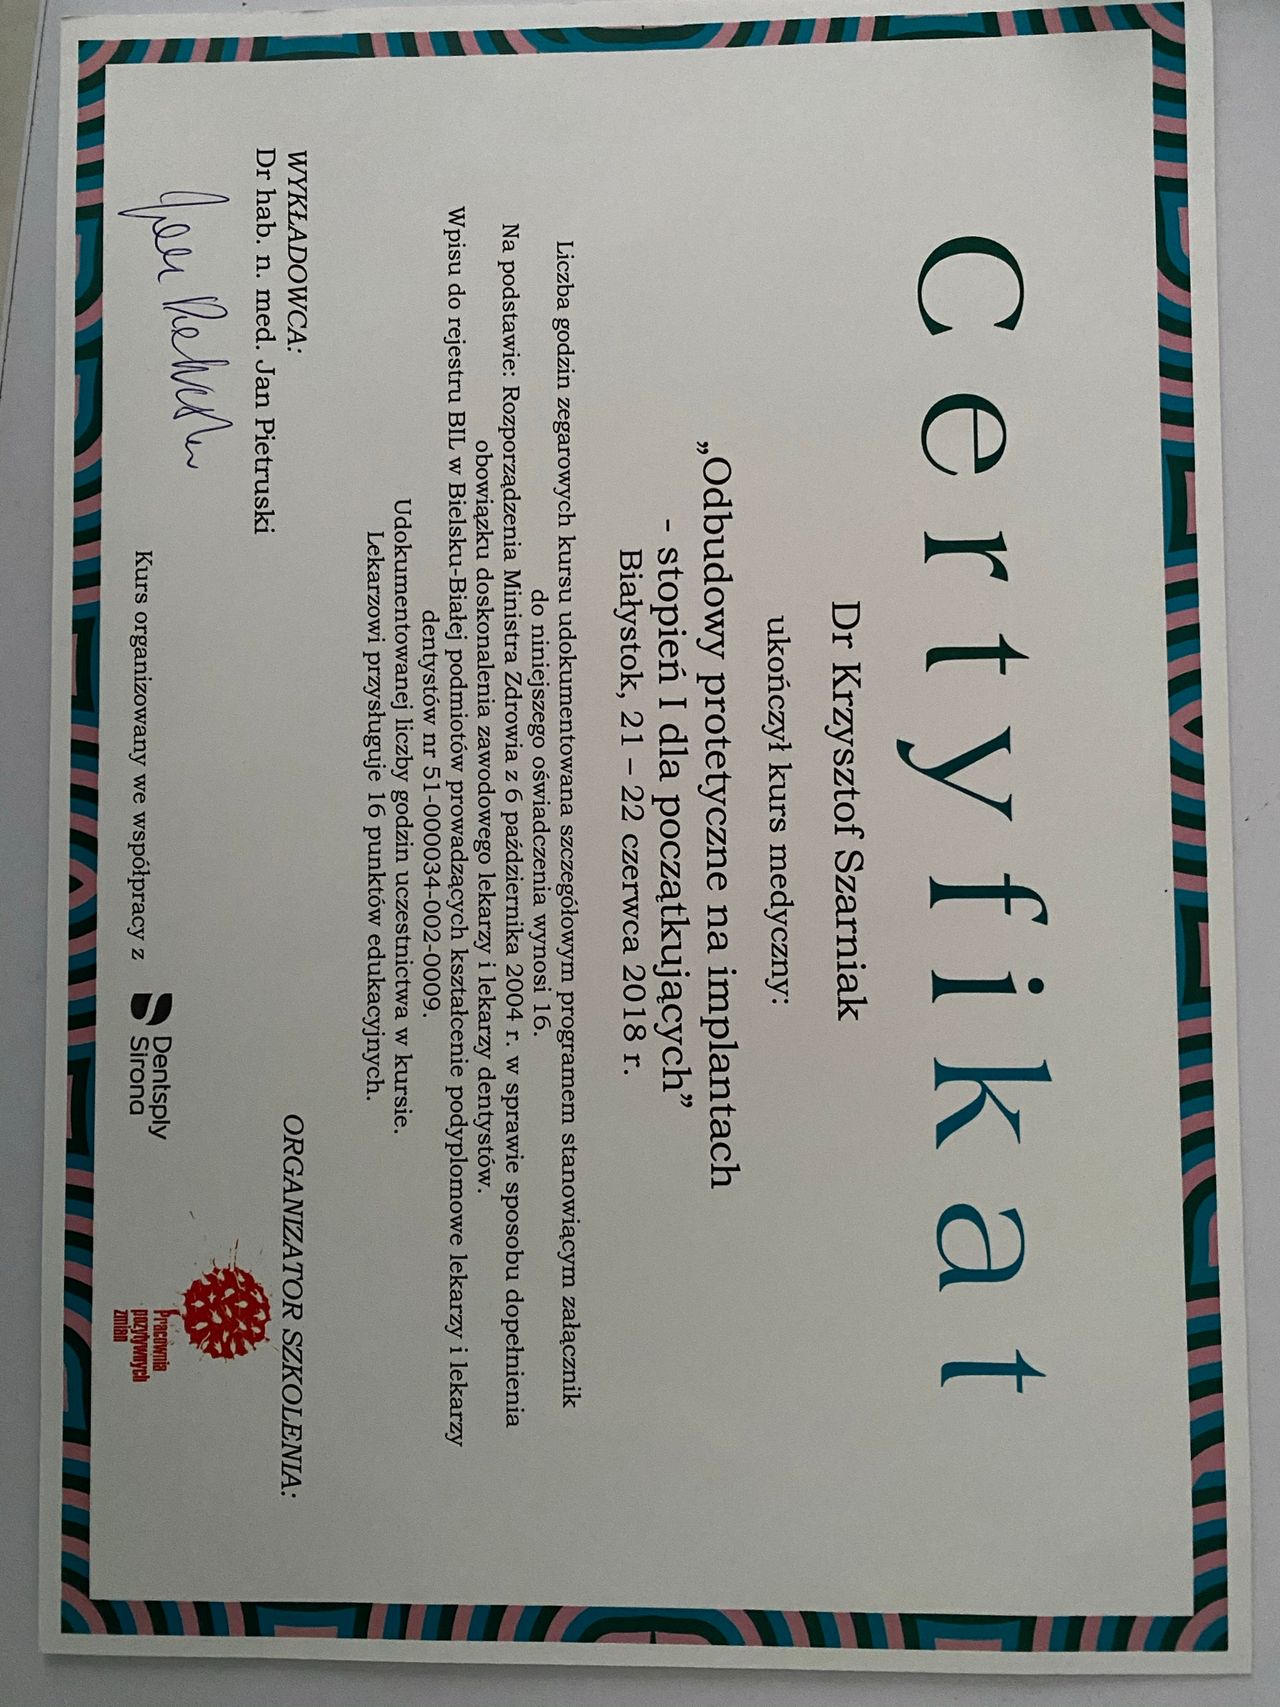 Certyfikat
Dr Krzysztof Szarniak
ukończył kurs medyczny:
„Odbudowy protetyczne na implantach
- stopień I dla początkujących”
Białystok, 21 – 22 czerwca 2018 r.
Liczba godzin zegarowych kursu udokumentowana szczegółowym programem stanowiącym załącznik
do niniejszego oświadczenia wynosi 16.
Na podstawie: Rozporządzenia Ministra Zdrowia z 6 października 2004 r. w sprawie sposobu dopełnienia
obowiązku doskonalenia zawodowego lekarzy i lekarzy dentystów.
Wpisu do rejestru BIL w Bielsku-Białej podmiotów prowadzących kształcenie podyplomowe lekarzy i lekarzy
dentystów nr 51-000034-002-0009.
Udokumentowanej liczby godzin uczestnictwa w kursie.
Lekarzowi przysługuje 16 punktów edukacyjnych.
WYKŁADOWCA:
Dr hab. n. med. Jan Pietruski
ORGANIZATOR SZKOLENIA:
Pracownia
pozytywnych
zmian
Kurs organizowany we współpracy z
Dentsply
Sirona